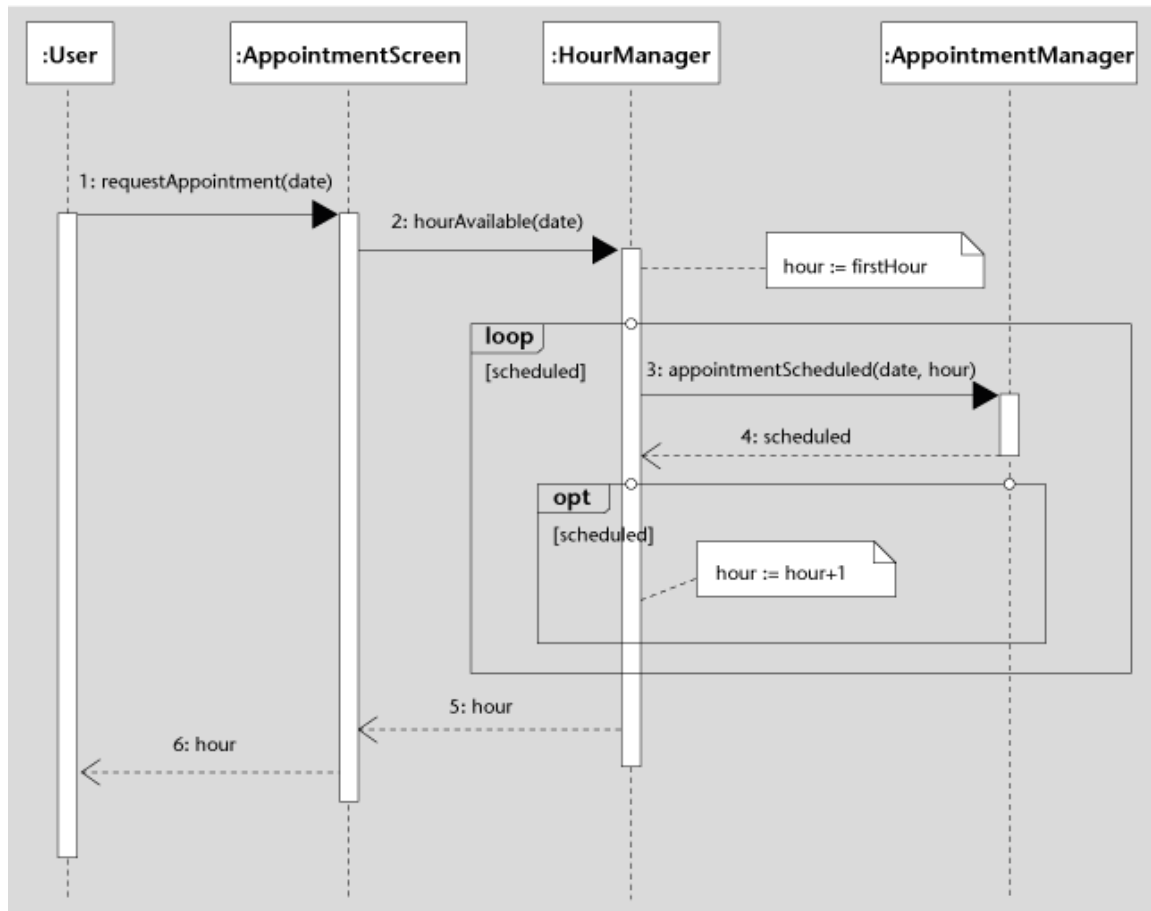 :User
:AppointmentScreen
:HourManager
:AppointmentManager
1: requestAppointment(date)
2: hourAvailable(date)
hour := firstHour
loop
[scheduled]
3: appointmentScheduled(date, hour)
4: scheduled
opt
[scheduled]
hour := hour+1
5: hour
6: hour